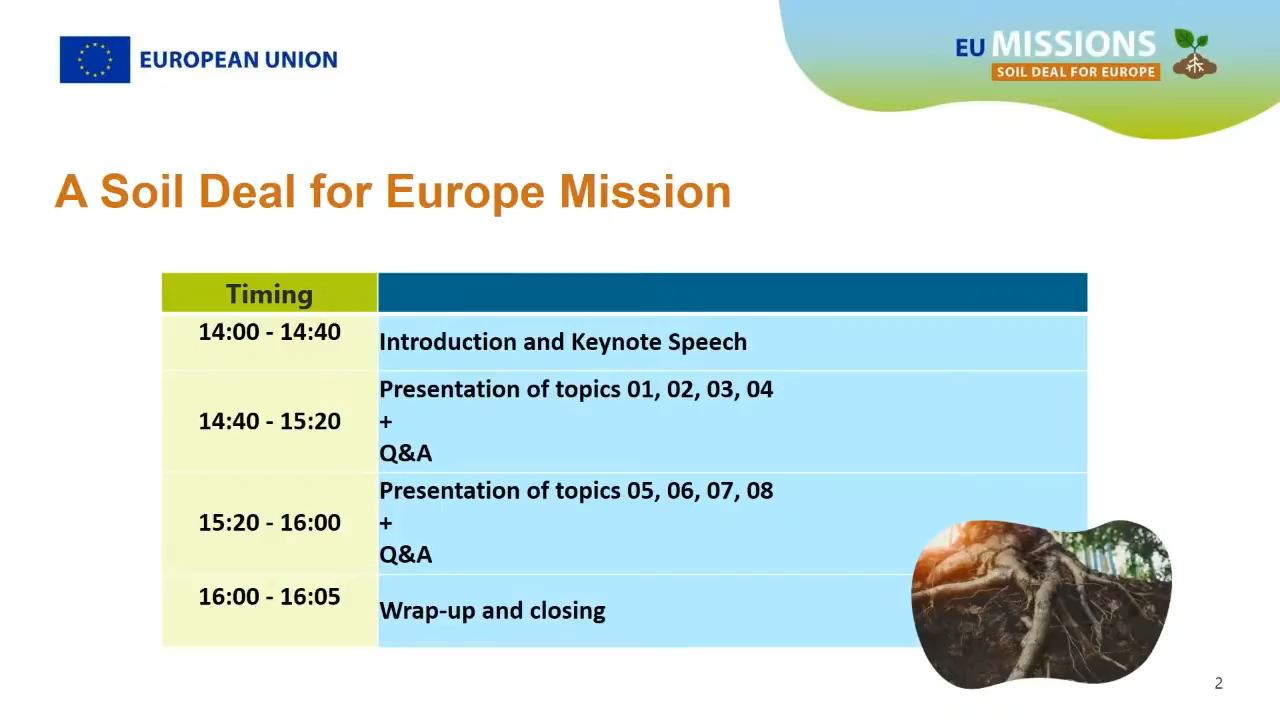 EUROPEAN UNION
EU MISSIONS
SOIL DEAL FOR EUROPE
A Soil Deal for Europe Mission
Timing
14:00 - 14:40
Introduction and Keynote Speech
14:40 - 15:20
Presentation of topics 01, 02, 03, 04
+
Q&A
15:20 - 16:00
Presentation of topics 05, 06, 07, 08
+
Q&A
16:00 - 16:05
Wrap-up and closing
2